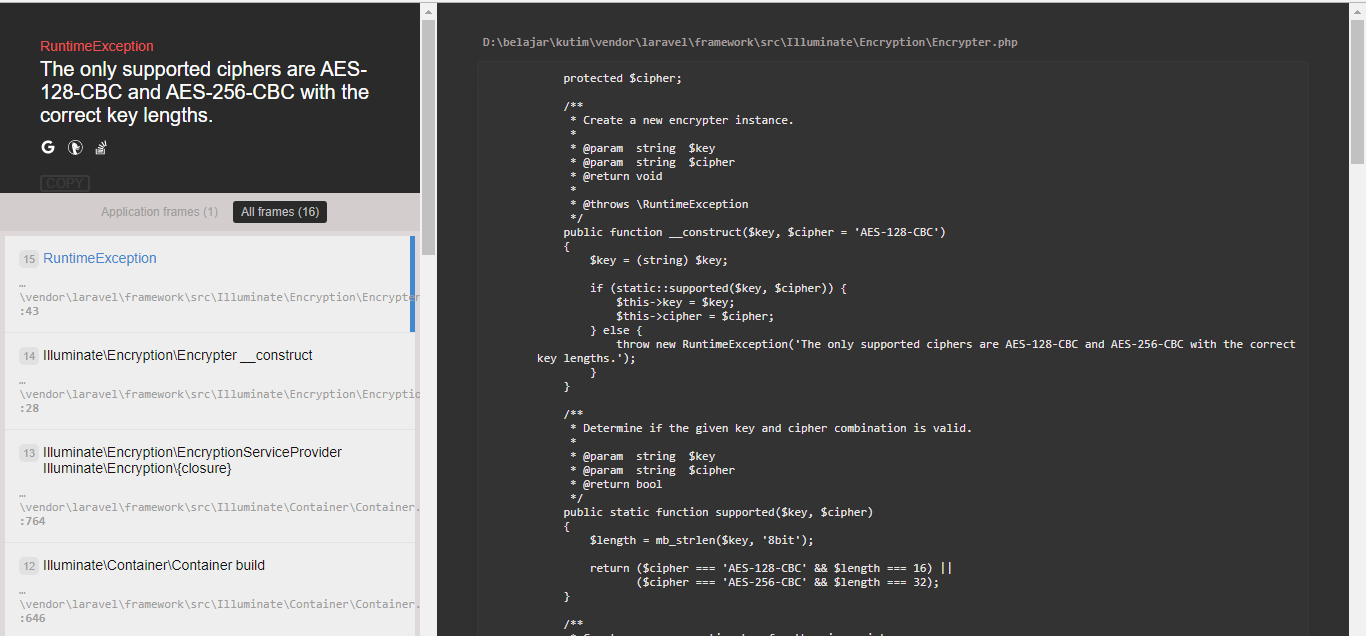 RuntimeException
The only supported ciphers are AES-
128-CBC and AES-256-CBC with the
correct key lengths.
COPY
Application frames (1)
All frames (16)
15 RuntimeException
…
\vendor\laravel\framework\src\Illuminate\Encryption\Encrypter
:43
14 Illuminate\Encryption\Encrypter __construct
…
\vendor\laravel\framework\src\Illuminate\Encryption\Encryptio
:28
13 Illuminate\Encryption\EncryptionServiceProvider
Illuminate\Encryption\{closure}
…
\vendor\laravel\framework\src\Illuminate\Container\Container.
:764
12 Illuminate\Container\Container build
…
\vendor\laravel\framework\src\Illuminate\Container\Container.
:646
D:\belajar\kutim\vendor\laravel\framework\src\Illuminate\Encryption\Encrypter.php
protected $cipher;
/**
* Create a new encrypter instance.
*
* @param  string  $key
* @param  string  $cipher
* @return void
*
* @throws \RuntimeException
*/
public function __construct($key, $cipher = 'AES-128-CBC')
{
$key = (string) $key;
if (static::supported($key, $cipher)) {
$this->key = $key;
$this->cipher = $cipher;
} else {
throw new RuntimeException('The only supported ciphers are AES-128-CBC and AES-256-CBC with the correct
key lengths.');
}
}
/**
* Determine if the given key and cipher combination is valid.
*
* @param  string  $key
* @param  string  $cipher
* @return bool
*/
public static function supported($key, $cipher)
{
$length = mb_strlen($key, '8bit');
return ($cipher === 'AES-128-CBC' && $length === 16) ||
($cipher === 'AES-256-CBC' && $length === 32);
}
/**